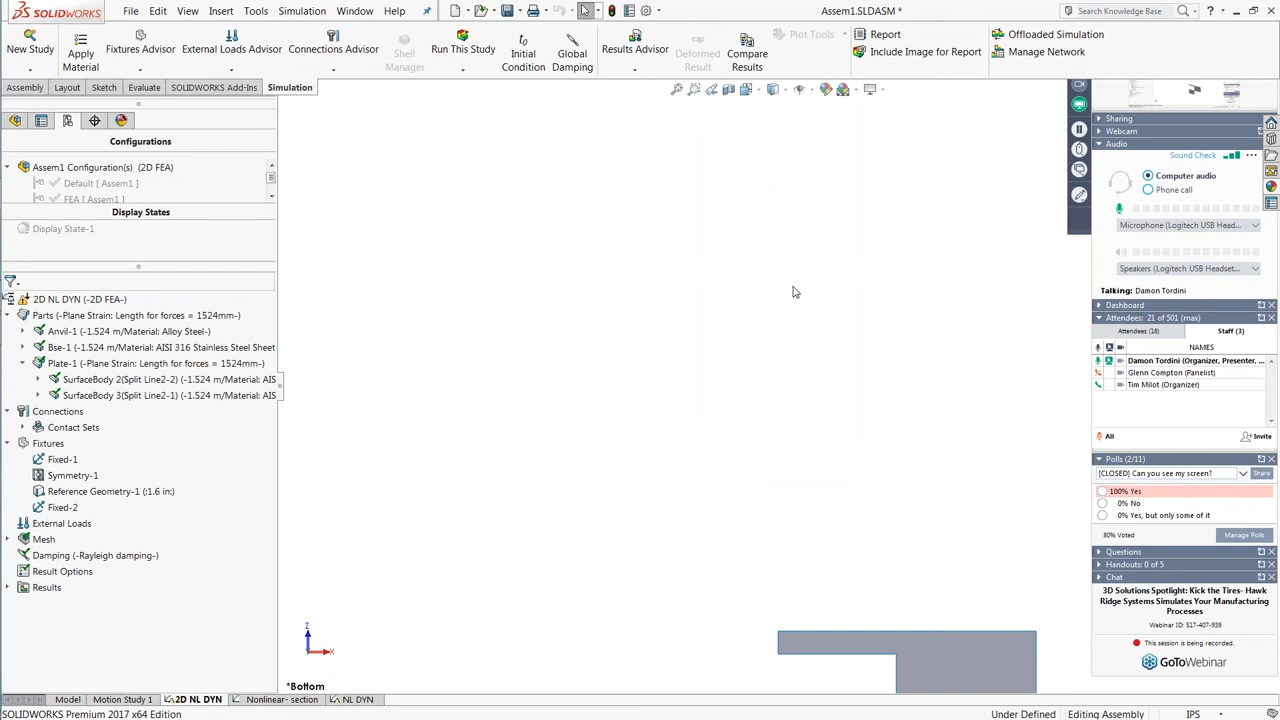 SOLIDWORKS File Edit View Insert Tools Simulation Window Help Assem1.SLDASM * Search Knowledge Base
New Study
Apply Material
Fixtures Advisor
External Loads Advisor
Connections Advisor
Shell Manager
Run This Study
Initial Condition
Global Damping
Results Advisor
Deformed Result
Compare Results
Plot Tools
Report
Include Image for Report
Offloaded Simulation
Manage Network
Assembly Layout Sketch Evaluate SOLIDWORKS Add-Ins Simulation
Configurations
Assem1 Configuration(s) (2D FEA)
Default [ Assem1 ]
FEA [ Assem1 ]
Display States
Display State-1
2D NL DYN (-2D FEA-)
Parts (-Plane Strain: Length for forces = 1524mm-)
Anvil-1 (-1.524 m/Material: Alloy Steel-)
Bse-1 (-1.524 m/Material: AISI 316 Stainless Steel Sheet
Plate-1 (-Plane Strain: Length for forces = 1524mm-)
SurfaceBody 2(Split Line2-2) (-1.524 m/Material: AIS
SurfaceBody 3(Split Line2-1) (-1.524 m/Material: AIS
Connections
Contact Sets
Fixtures
Fixed-1
Symmetry-1
Reference Geometry-1 (:1.6 in:)
Fixed-2
External Loads
Mesh
Damping (-Rayleigh damping-)
Result Options
Results
Z
X
*Bottom
Sharing
Webcam
Audio
Sound Check
Computer audio
Phone call
Microphone (Logitech USB Head...
Speakers (Logitech USB Headset...
Talking: Damon Tordini
Dashboard
Attendees: 21 of 501 (max)
Attendees (18) Staff (3)
NAMES
Damon Tordini (Organizer, Presenter, ...
Glenn Compton (Panelist)
Tim Milot (Organizer)
All Invite
Polls (2/11)
[CLOSED] Can you see my screen? Share
100% Yes
0% No
0% Yes, but only some of it
80% Voted Manage Polls
Questions
Handouts: 0 of 5
Chat
3D Solutions Spotlight: Kick the Tires- Hawk
Ridge Systems Simulates Your Manufacturing
Processes
Webinar ID: 517-407-939
This session is being recorded.
GoToWebinar
Model Motion Study 1 2D NL DYN Nonlinear- section NL DYN
SOLIDWORKS Premium 2017 x64 Edition Under Defined Editing Assembly IPS